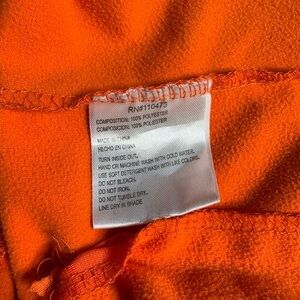 RN#110473
COMPOSITION: 100% POLYESTER
COMPOSICION: 100% POLIESTER
MADE IN CHINA
HECHO EN CHINA
TURN INSIDE OUT,
HAND OR MACHINE WASH WITH COLD WATER,
USE SOFT DETERGENT WASH WITH LIKE COLORS,
DO NOT BLEACH,
DO NOT IRON,
DO NOT TUMBLE DRY,
LINE DRY IN SHADE